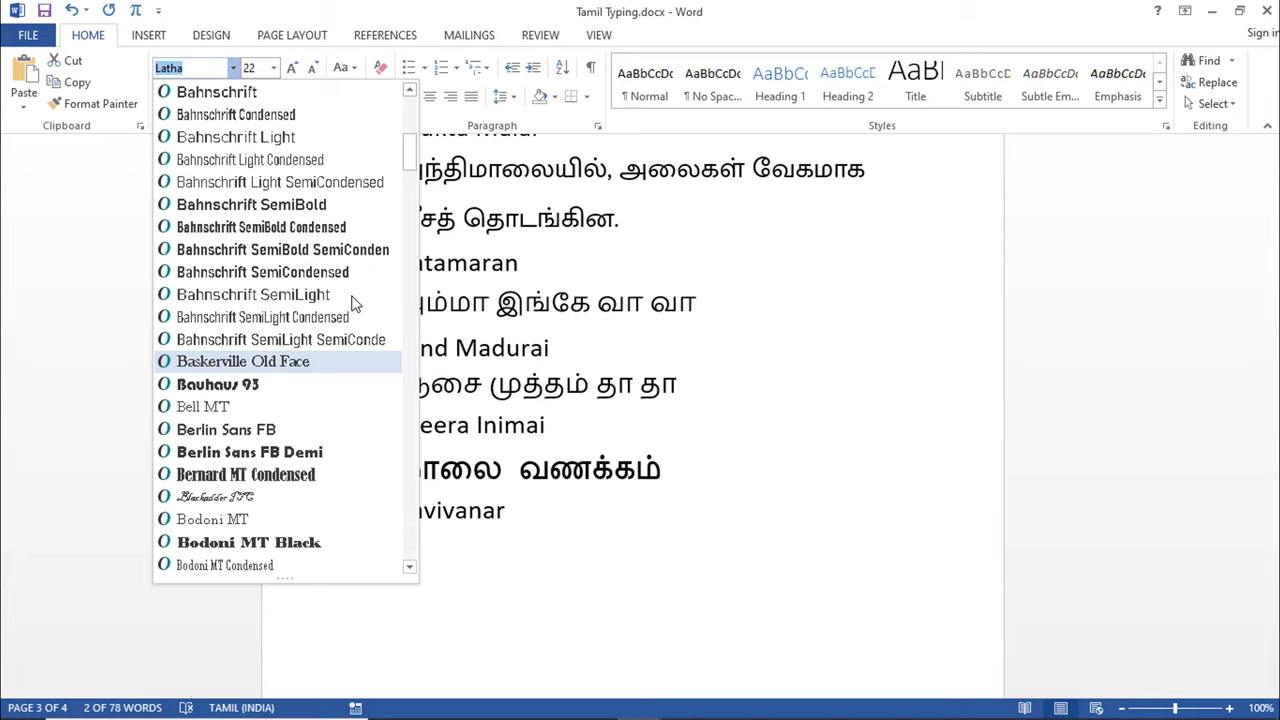 Tamil Typing.docx - Word
FILE HOME INSERT DESIGN PAGE LAYOUT REFERENCES MAILINGS REVIEW VIEW Sign in
Paste
Cut
Copy
Format Painter
Clipboard
Latha 22 Aa
Paragraph
AaBbCcDc AaBbCcDc AaBbCc AaBbCcC AaBl AaBbCcDc AaBbCcDc AaBbCcDc
¶ Normal ¶ No Spac... Heading 1 Heading 2 Title Subtitle Subtle Em... Emphasis
Styles
Find
Replace
Select
Editing
Bahnschrift
Bahnschrift Condensed
Bahnschrift Light
Bahnschrift Light Condensed
Bahnschrift Light SemiCondensed
Bahnschrift SemiBold
Bahnschrift SemiBold Condensed
Bahnschrift SemiBold SemiConden
Bahnschrift SemiCondensed
Bahnschrift SemiLight
Bahnschrift SemiLight Condensed
Bahnschrift SemiLight SemiConde
Baskerville Old Face
Bauhaus 93
Bell MT
Berlin Sans FB
Berlin Sans FB Demi
Bernard MT Condensed
Blackadder ITC
Bodoni MT
Bodoni MT Black
Bodoni MT Condensed
அலைகள் வேகமாக
தொடங்கின.
இங்கே வா வா
Madurai
முத்தம் தா தா
Inimai
வணக்கம்
PAGE 3 OF 4 2 OF 78 WORDS TAMIL (INDIA) 100%